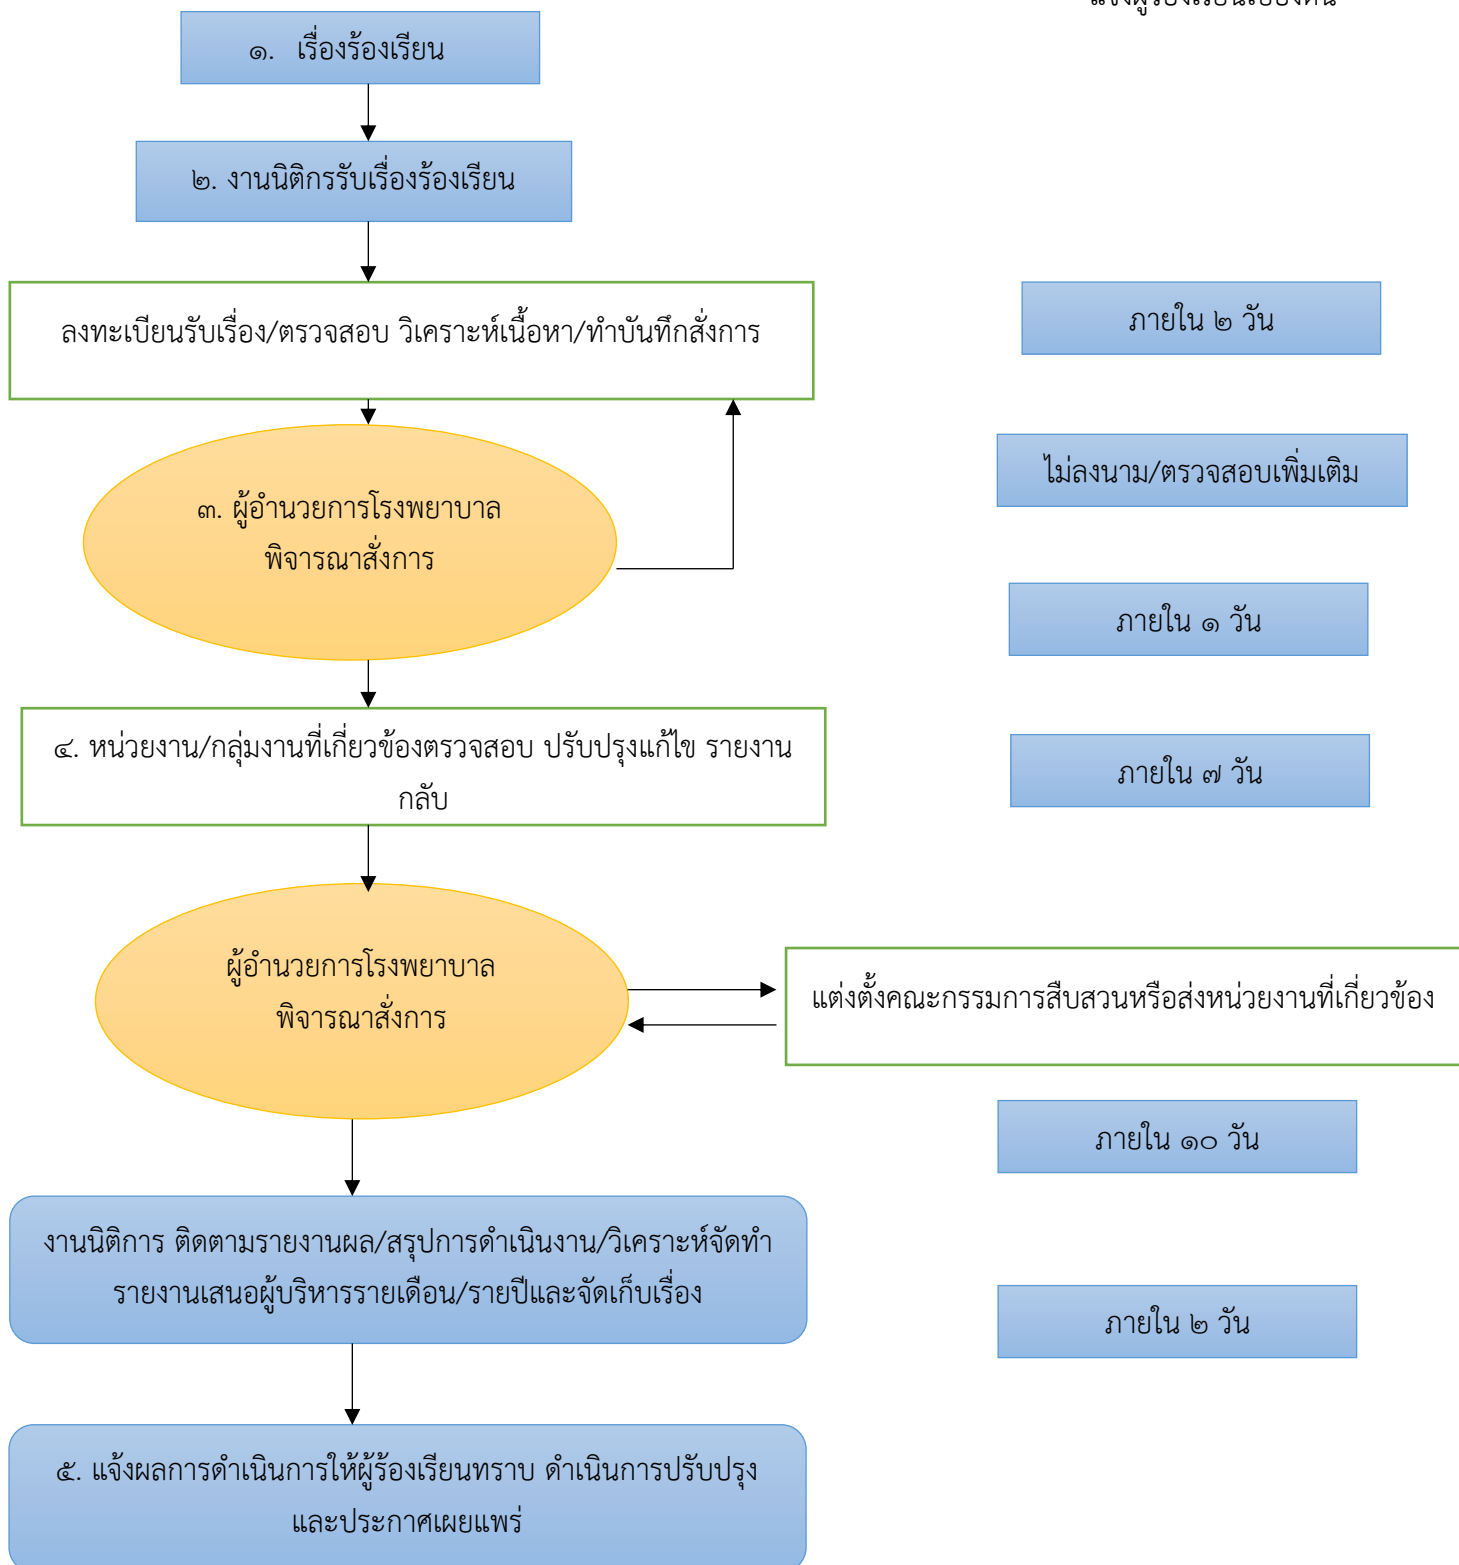 ๑. เรื่องร้องเรียน
๒. งานนิติกรรับเรื่องร้องเรียน
ลงทะเบียนรับเรื่อง/ตรวจสอบ วิเคราะห์เนื้อหา/ทำบันทึกสั่งการ
ภายใน ๒ วัน
ไม่ลงนาม/ตรวจสอบเพิ่มเติม
๓. ผู้อำนวยการโรงพยาบาล
พิจารณาสั่งการ
ภายใน ๑ วัน
๔. หน่วยงาน/กลุ่มงานที่เกี่ยวข้องตรวจสอบ ปรับปรุงแก้ไข รายงาน
กลับ
ภายใน ๗ วัน
ผู้อำนวยการโรงพยาบาล
พิจารณาสั่งการ
แต่งตั้งคณะกรรมการสืบสวนหรือส่งหน่วยงานที่เกี่ยวข้อง
ภายใน ๑๐ วัน
งานนิติการ ติดตามรายงานผล/สรุปการดำเนินงาน/วิเคราะห์จัดทำ
รายงานเสนอผู้บริหารรายเดือน/รายปีและจัดเก็บเรื่อง
ภายใน ๒ วัน
๕. แจ้งผลการดำเนินการให้ผู้ร้องเรียนทราบ ดำเนินการปรับปรุง
และประกาศเผยแพร่